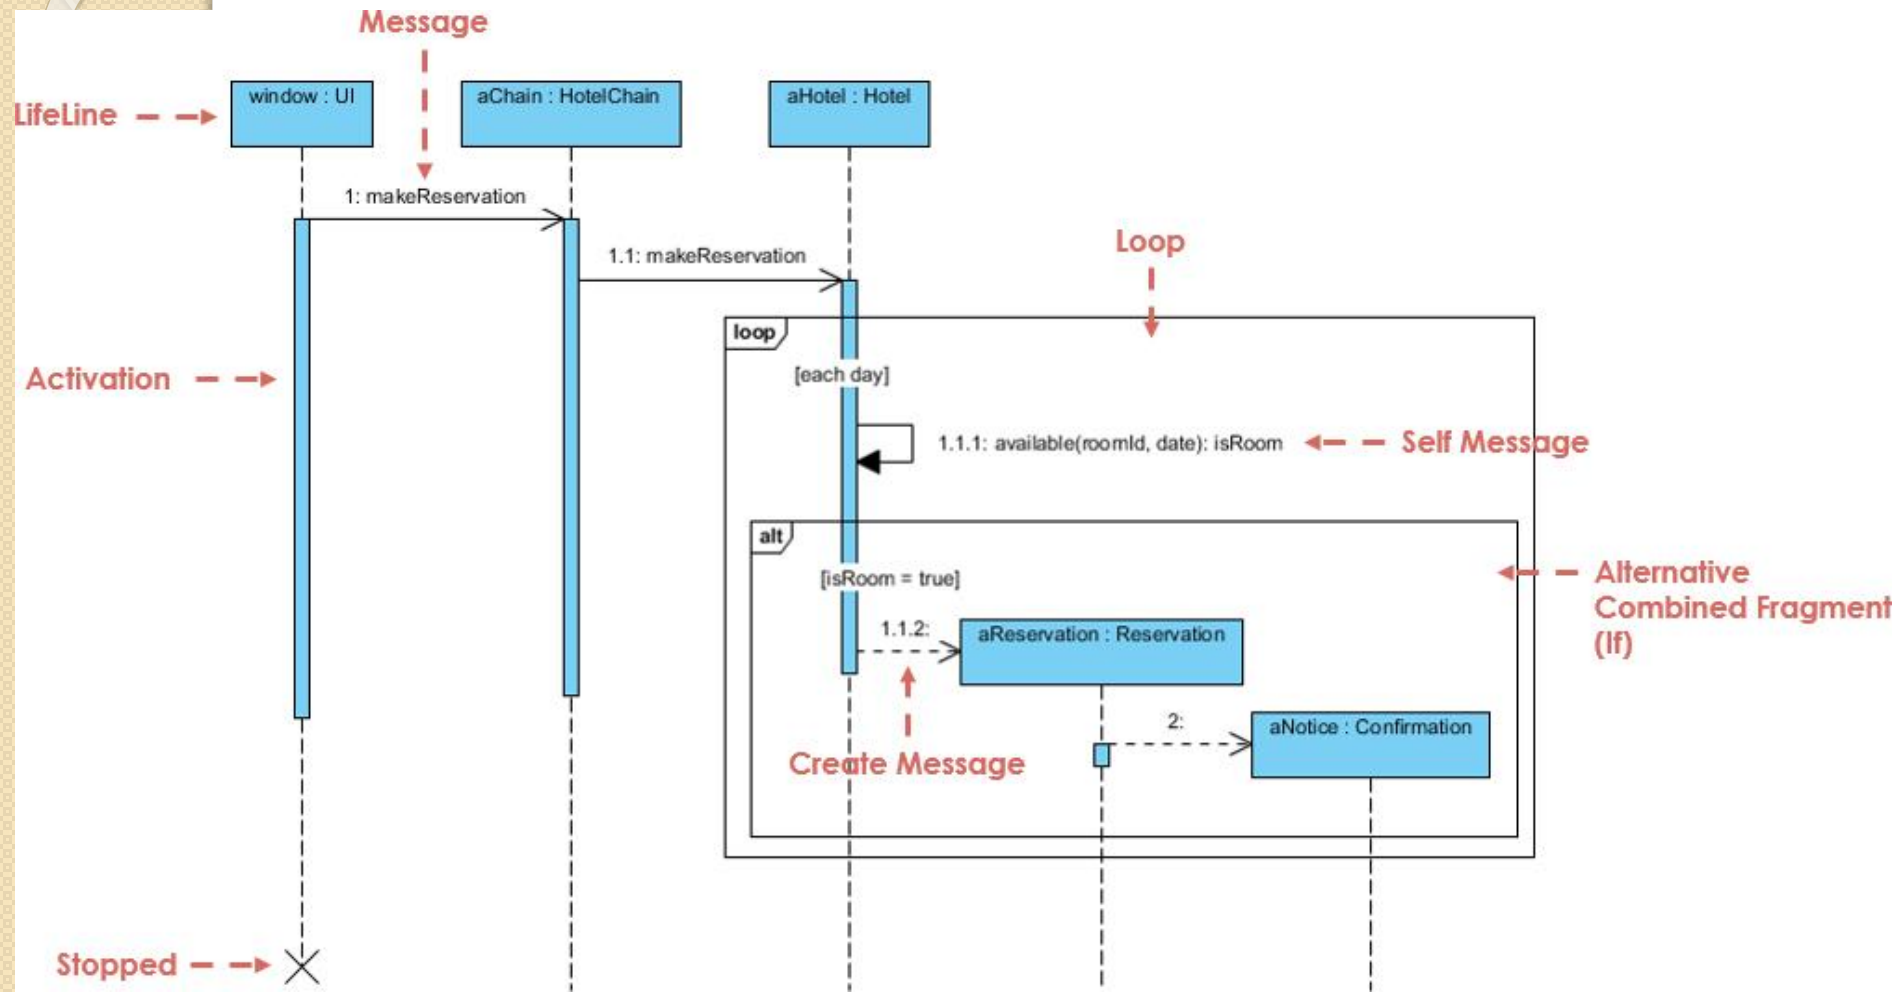 Message
window : UI
aChain : HotelChain
aHotel : Hotel
LifeLine
1: makeReservation
1.1: makeReservation
Loop
loop
[each day]
Activation
1.1.1: available(roomId, date): isRoom
Self Message
alt
[isRoom = true]
Alternative
Combined Fragment
(If)
1.1.2:
aReservation : Reservation
2:
aNotice : Confirmation
Create Message
Stopped